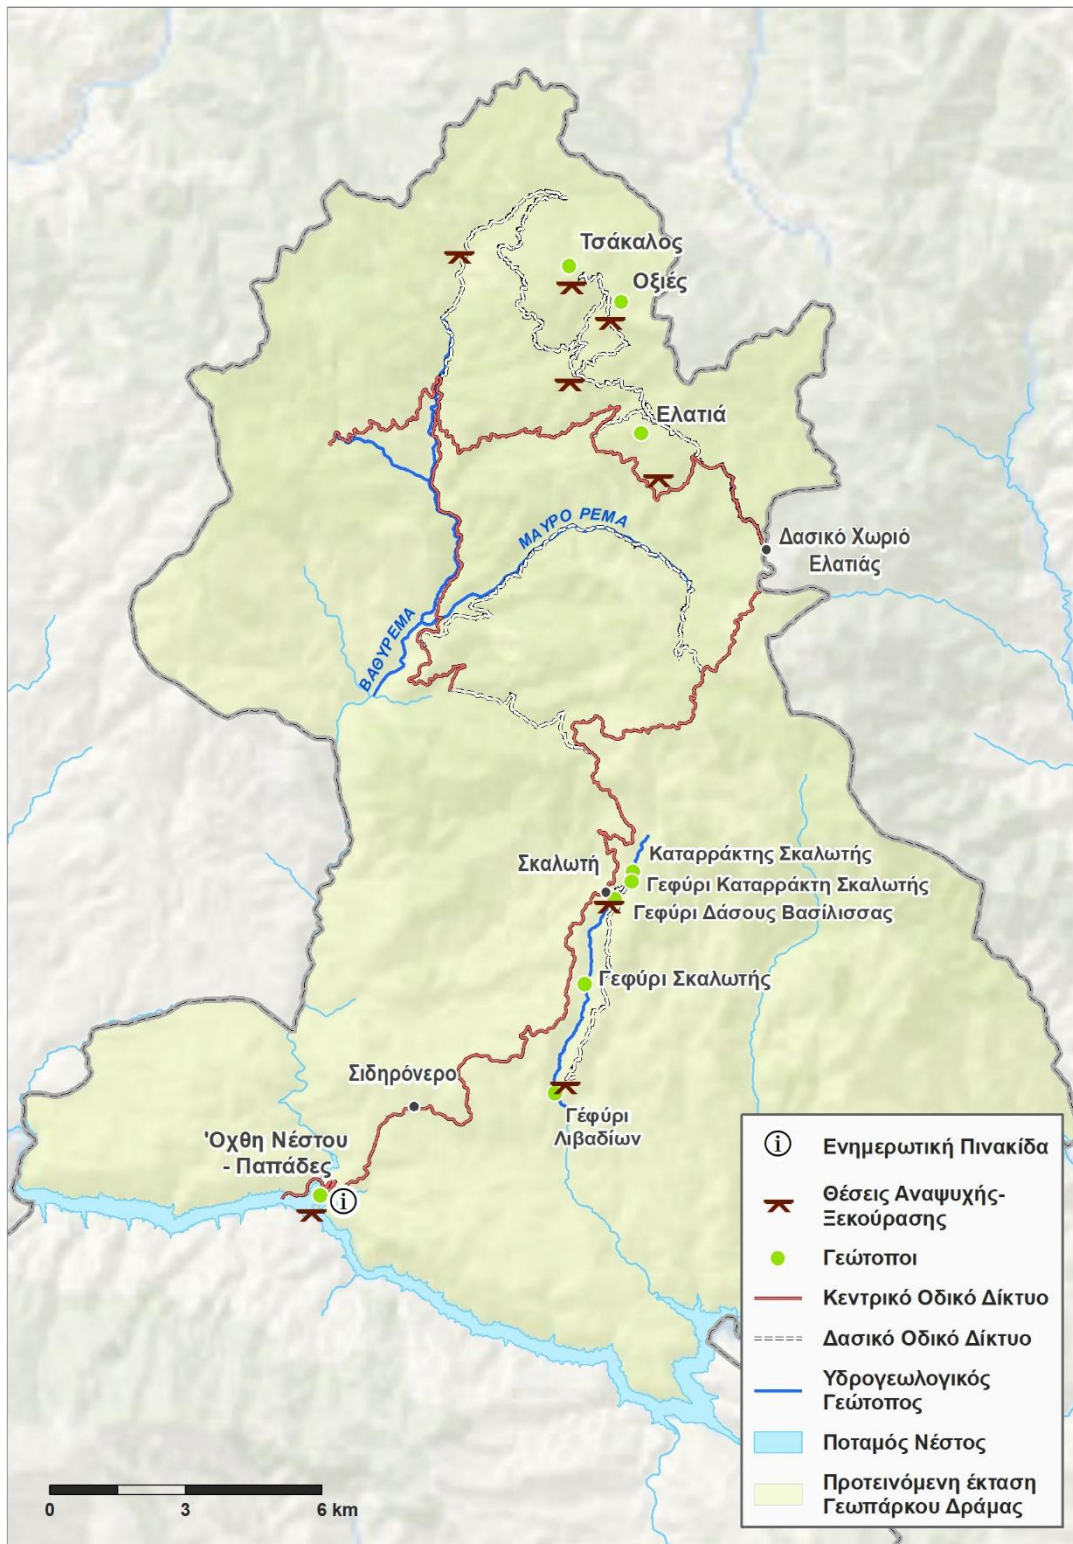 Τσάκαλος
Οξιές
Ελατιά
ΜΑΥΡΟ ΡΕΜΑ
Δασικό Χωριό
Ελατιάς
ΒΑΘΥΡΕΜΑ
Καταρράκτης Σκαλωτής
Σκαλωτή
Γεφύρι Καταρράκτη Σκαλωτής
Γεφύρι Δάσους Βασίλισσας
Γεφύρι Σκαλωτής
Σιδηρόνερο
Γέφύρι
Λιβαδίων
'Οχθη Νέστου
- Παπάδες
i
i
Ενημερωτική Πινακίδα
Θέσεις Αναψυχής-
Ξεκούρασης
Γεώτοποι
Κεντρικό Οδικό Δίκτυο
Δασικό Οδικό Δίκτυο
Υδρογεωλογικός
Γεώτοπος
Ποταμός Νέστος
Προτεινόμενη έκταση
Γεωπάρκου Δράμας
0 3 6 km